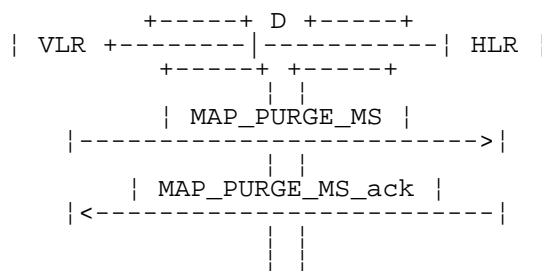 +-----+ D +-----+
¦ VLR +--------|-----------¦ HLR ¦
+-----+ +-----+
¦ ¦
¦ MAP_PURGE_MS ¦
¦------------------------>¦
¦ ¦
¦ MAP_PURGE_MS_ack ¦
¦<------------------------¦
¦ ¦
¦ ¦